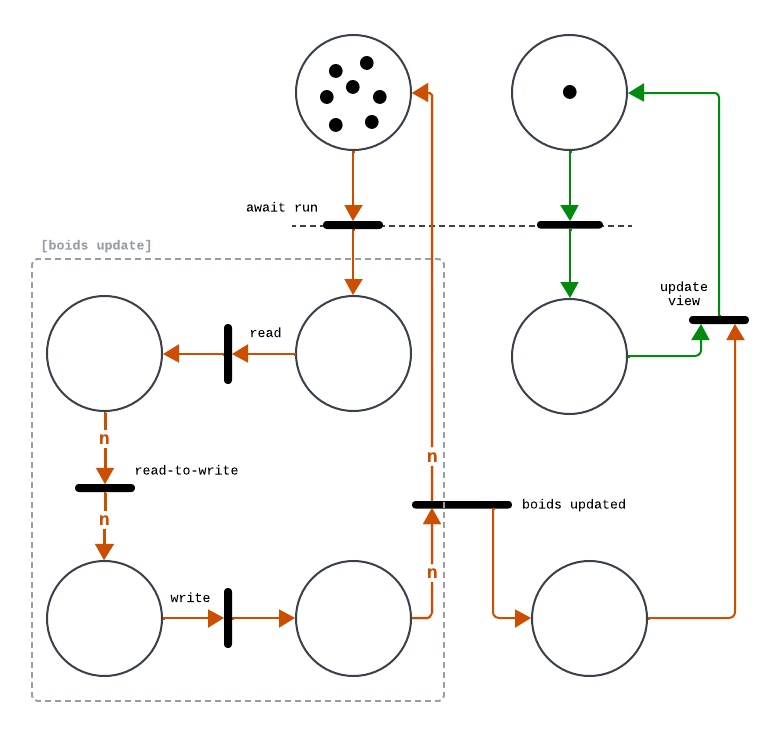 await run
[boids update]
update
view
read
n
read-to-write
n
boids updated
n
n
write